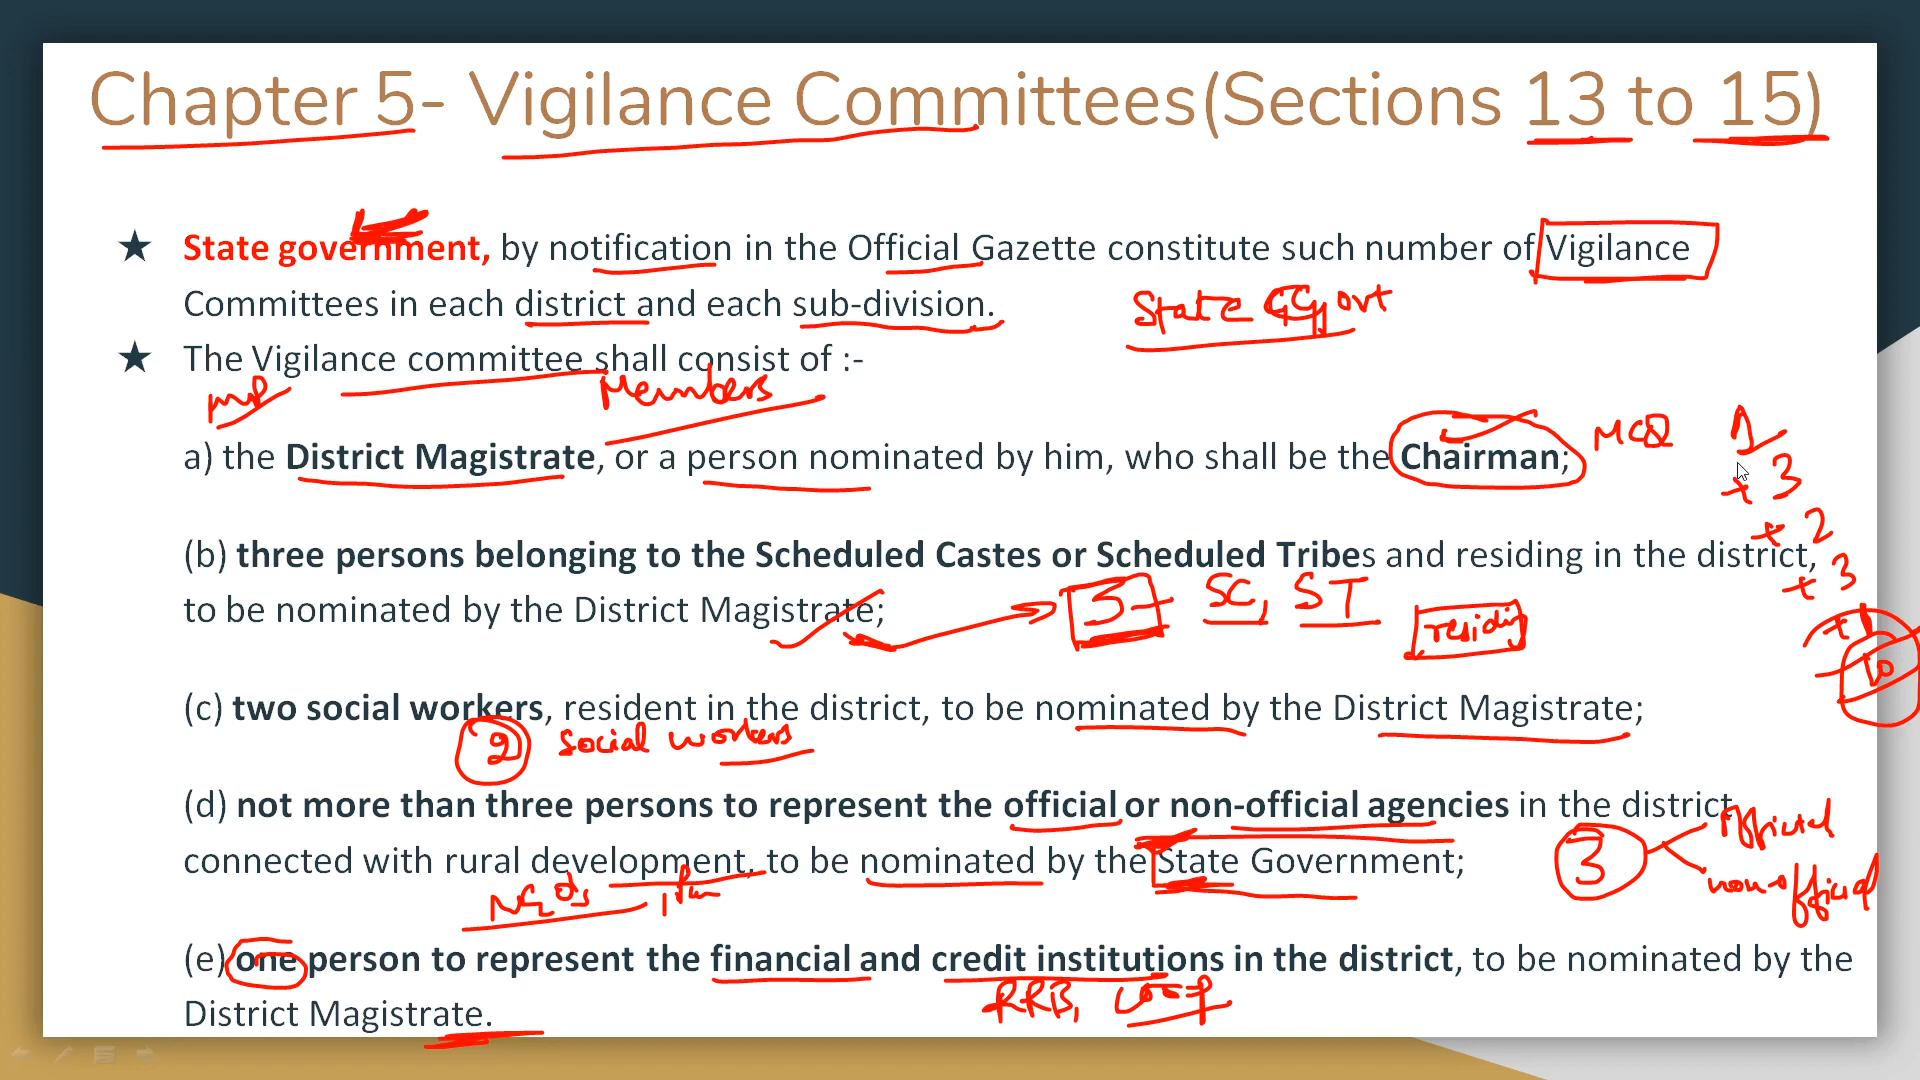 Chapter 5- Vigilance Committees(Sections 13 to 15)
★ State government, by notification in the Official Gazette constitute such number of Vigilance
Committees in each district and each sub-division.
State Govt
★ The Vigilance committee shall consist of :-
Members
a) the District Magistrate, or a person nominated by him, who shall be the Chairman;
MCQ
1
+ 3
+ 2
+ 3
+ 1
10
(b) three persons belonging to the Scheduled Castes or Scheduled Tribes and residing in the district,
to be nominated by the District Magistrate;
3
SC, ST
residing
(c) two social workers, resident in the district, to be nominated by the District Magistrate;
2 social workers
(d) not more than three persons to represent the official or non-official agencies in the district
connected with rural development, to be nominated by the State Government;
3
official
non-official
NGOs
(e) one person to represent the financial and credit institutions in the district, to be nominated by the
District Magistrate.
RRB, coop